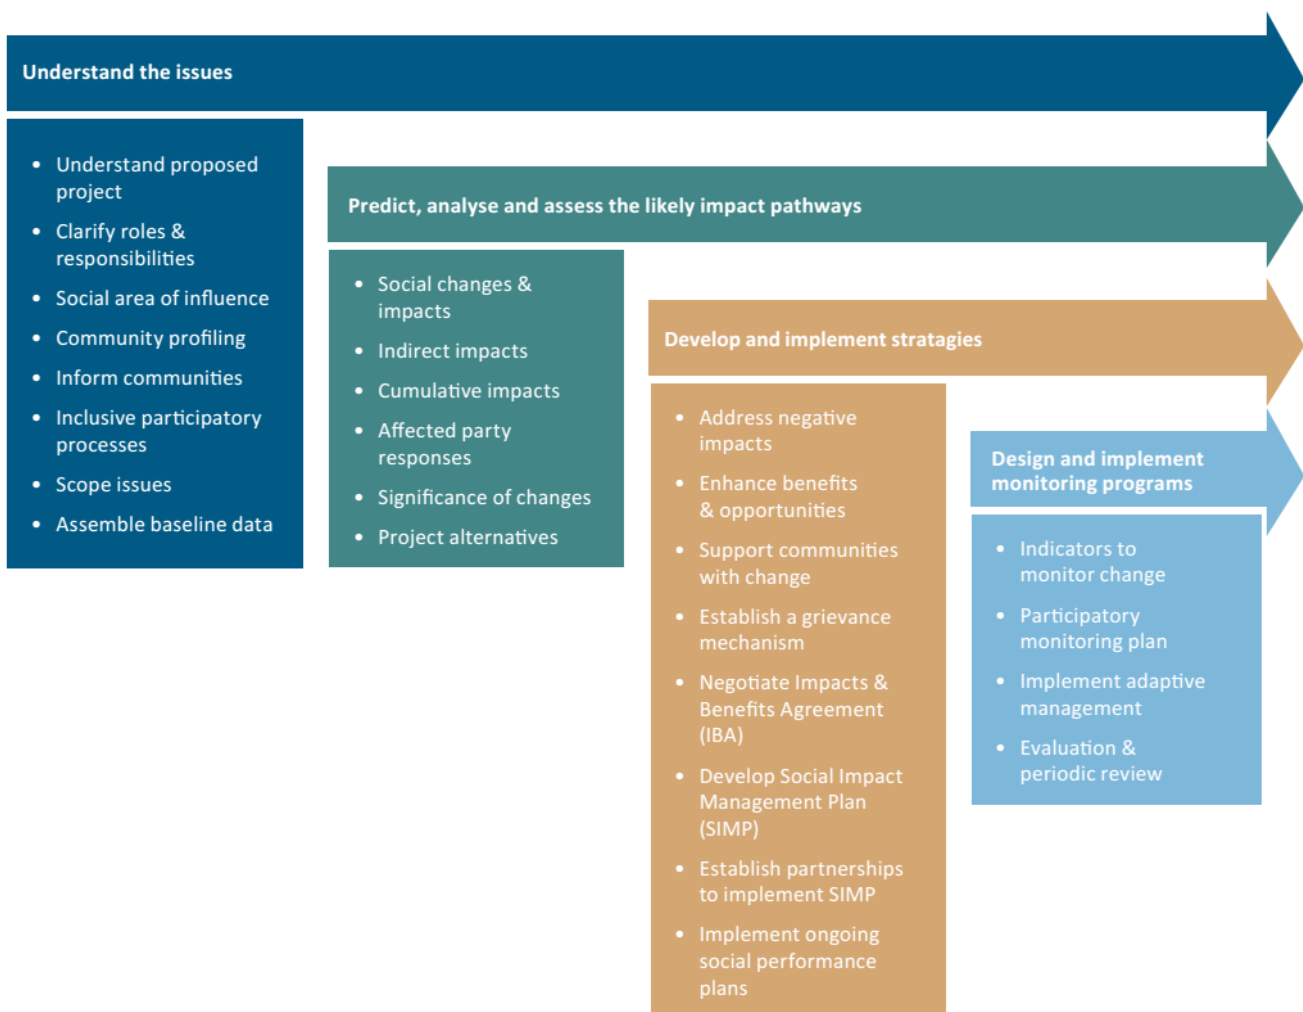 Understand the issues
• Understand proposed
project
• Clarify roles &
responsibilities
• Social area of influence
• Community profiling
• Inform communities
• Inclusive participatory
processes
• Scope issues
• Assemble baseline data
Predict, analyse and assess the likely impact pathways
• Social changes &
impacts
• Indirect impacts
• Cumulative impacts
• Affected party
responses
• Significance of changes
• Project alternatives
Develop and implement stratagies
• Address negative
impacts
• Enhance benefits
& opportunities
• Support communities
with change
• Establish a grievance
mechanism
• Negotiate Impacts &
Benefits Agreement
(IBA)
• Develop Social Impact
Management Plan
(SIMP)
• Establish partnerships
to implement SIMP
• Implement ongoing
social performance
plans
Design and implement
monitoring programs
• Indicators to
monitor change
• Participatory
monitoring plan
• Implement adaptive
management
• Evaluation &
periodic review